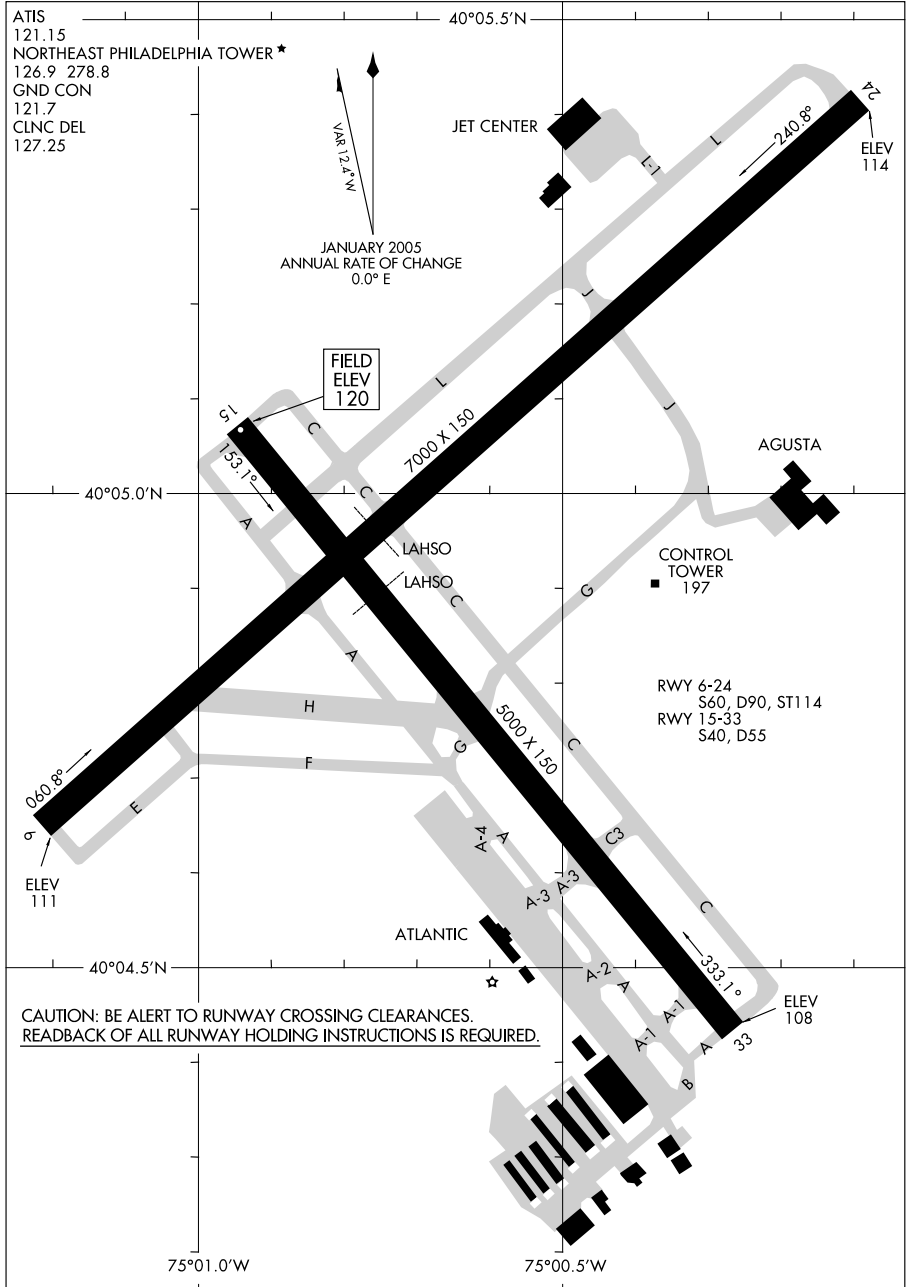 ATIS
121.15
NORTHEAST PHILADELPHIA TOWER ★
126.9 278.8
GND CON
121.7
CLNC DEL
127.25
40°05.5'N
VAR 12.4°W
JANUARY 2005
ANNUAL RATE OF CHANGE
0.0° E
JET CENTER
L-1
L
240.8°
24
ELEV
114
J
L
J
FIELD
ELEV
120
15
C
153.1°
7000 X 150
AGUSTA
40°05.0'N
C
A
LAHSO
LAHSO
CONTROL
TOWER
197
C
G
A
RWY 6-24
S60, D90, ST114
RWY 15-33
S40, D55
H
5000 X 150
G
C
F
060.8°
E
6
ELEV
111
A-4
A
C3
A-3
A-3
C
ATLANTIC
333.1°
40°04.5'N
A-2
A
ELEV
108
CAUTION: BE ALERT TO RUNWAY CROSSING CLEARANCES.
READBACK OF ALL RUNWAY HOLDING INSTRUCTIONS IS REQUIRED.
A-1
A-1
A
33
B
75°01.0'W
75°00.5'W